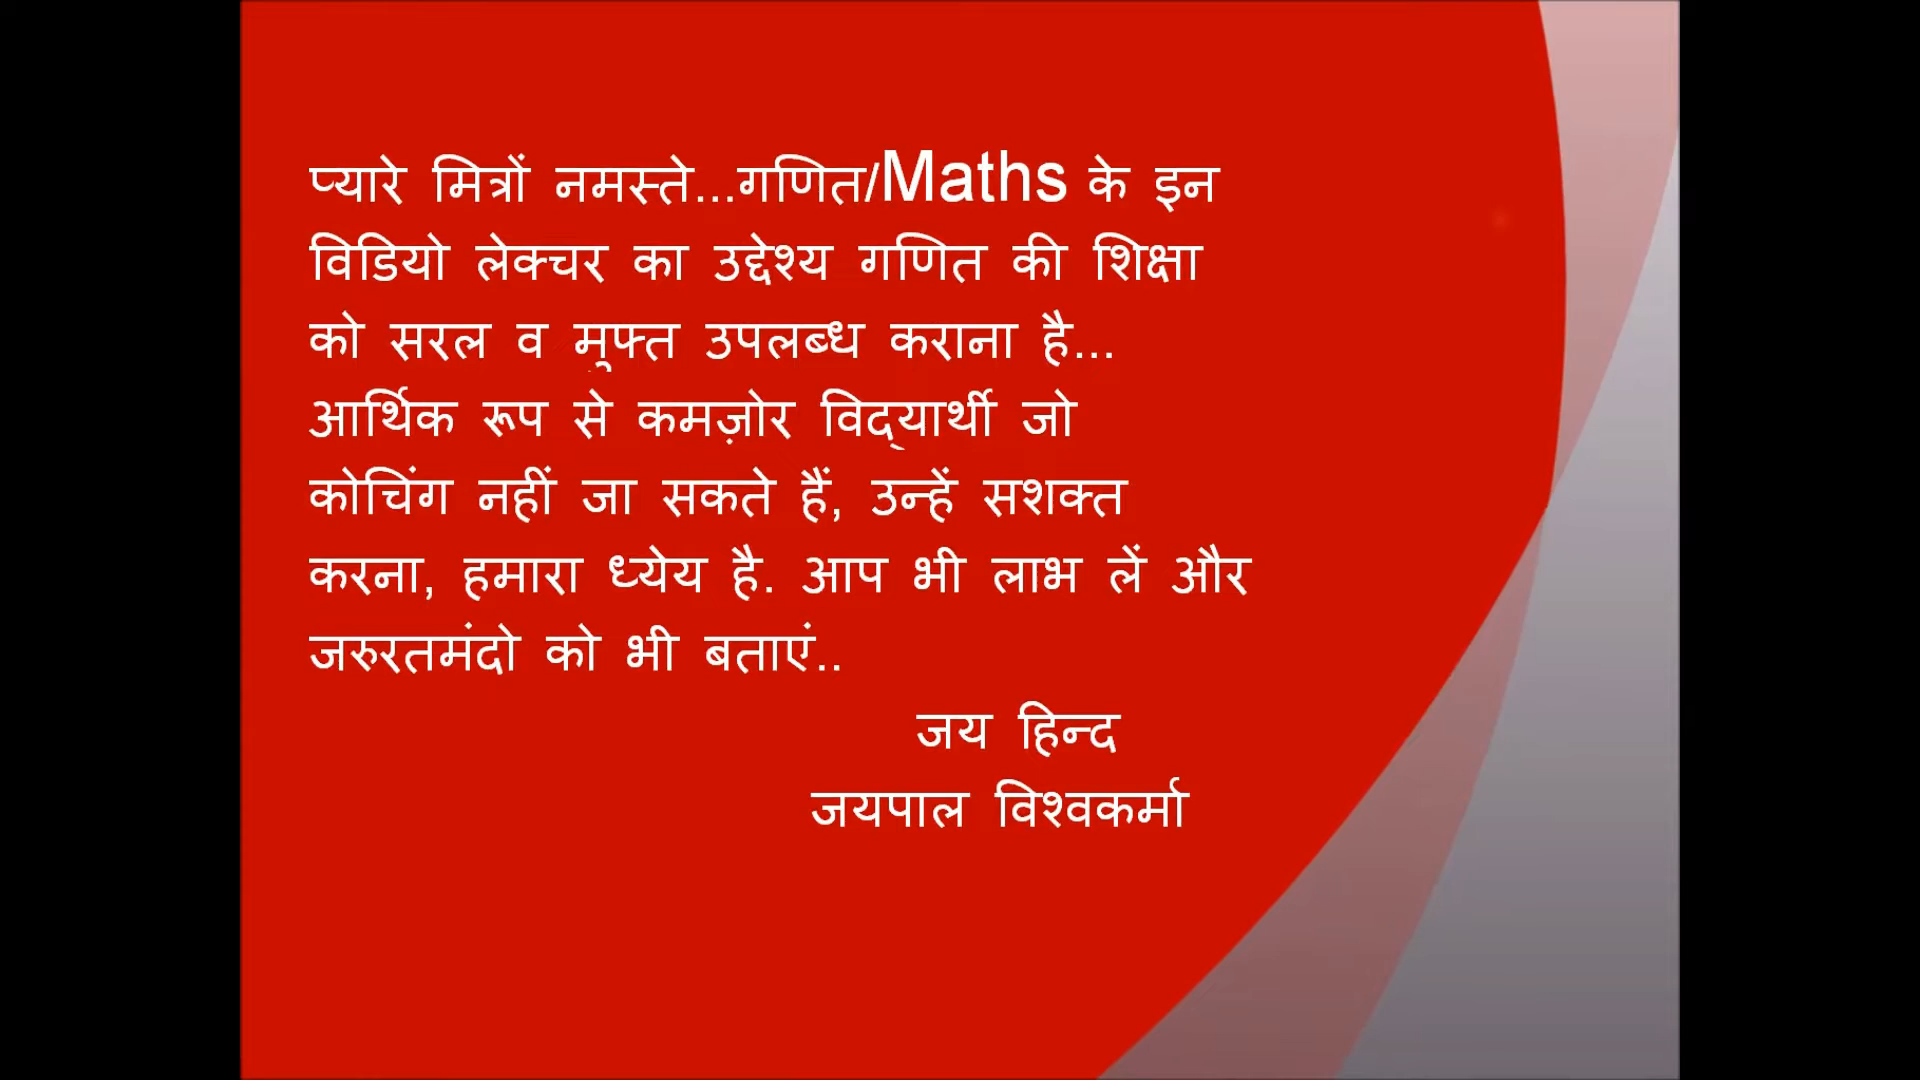 प्यारे मित्रों नमस्ते...गणित/Maths के इन
विडियो लेक्चर का उद्देश्य गणित की शिक्षा
को सरल व मुफ्त उपलब्ध कराना है...
आर्थिक रूप से कमज़ोर विद्यार्थी जो
कोचिंग नहीं जा सकते हैं, उन्हें सशक्त
करना, हमारा ध्येय है. आप भी लाभ लें और
जरुरतमंदो को भी बताएं..
जय हिन्द
जयपाल विश्वकर्मा